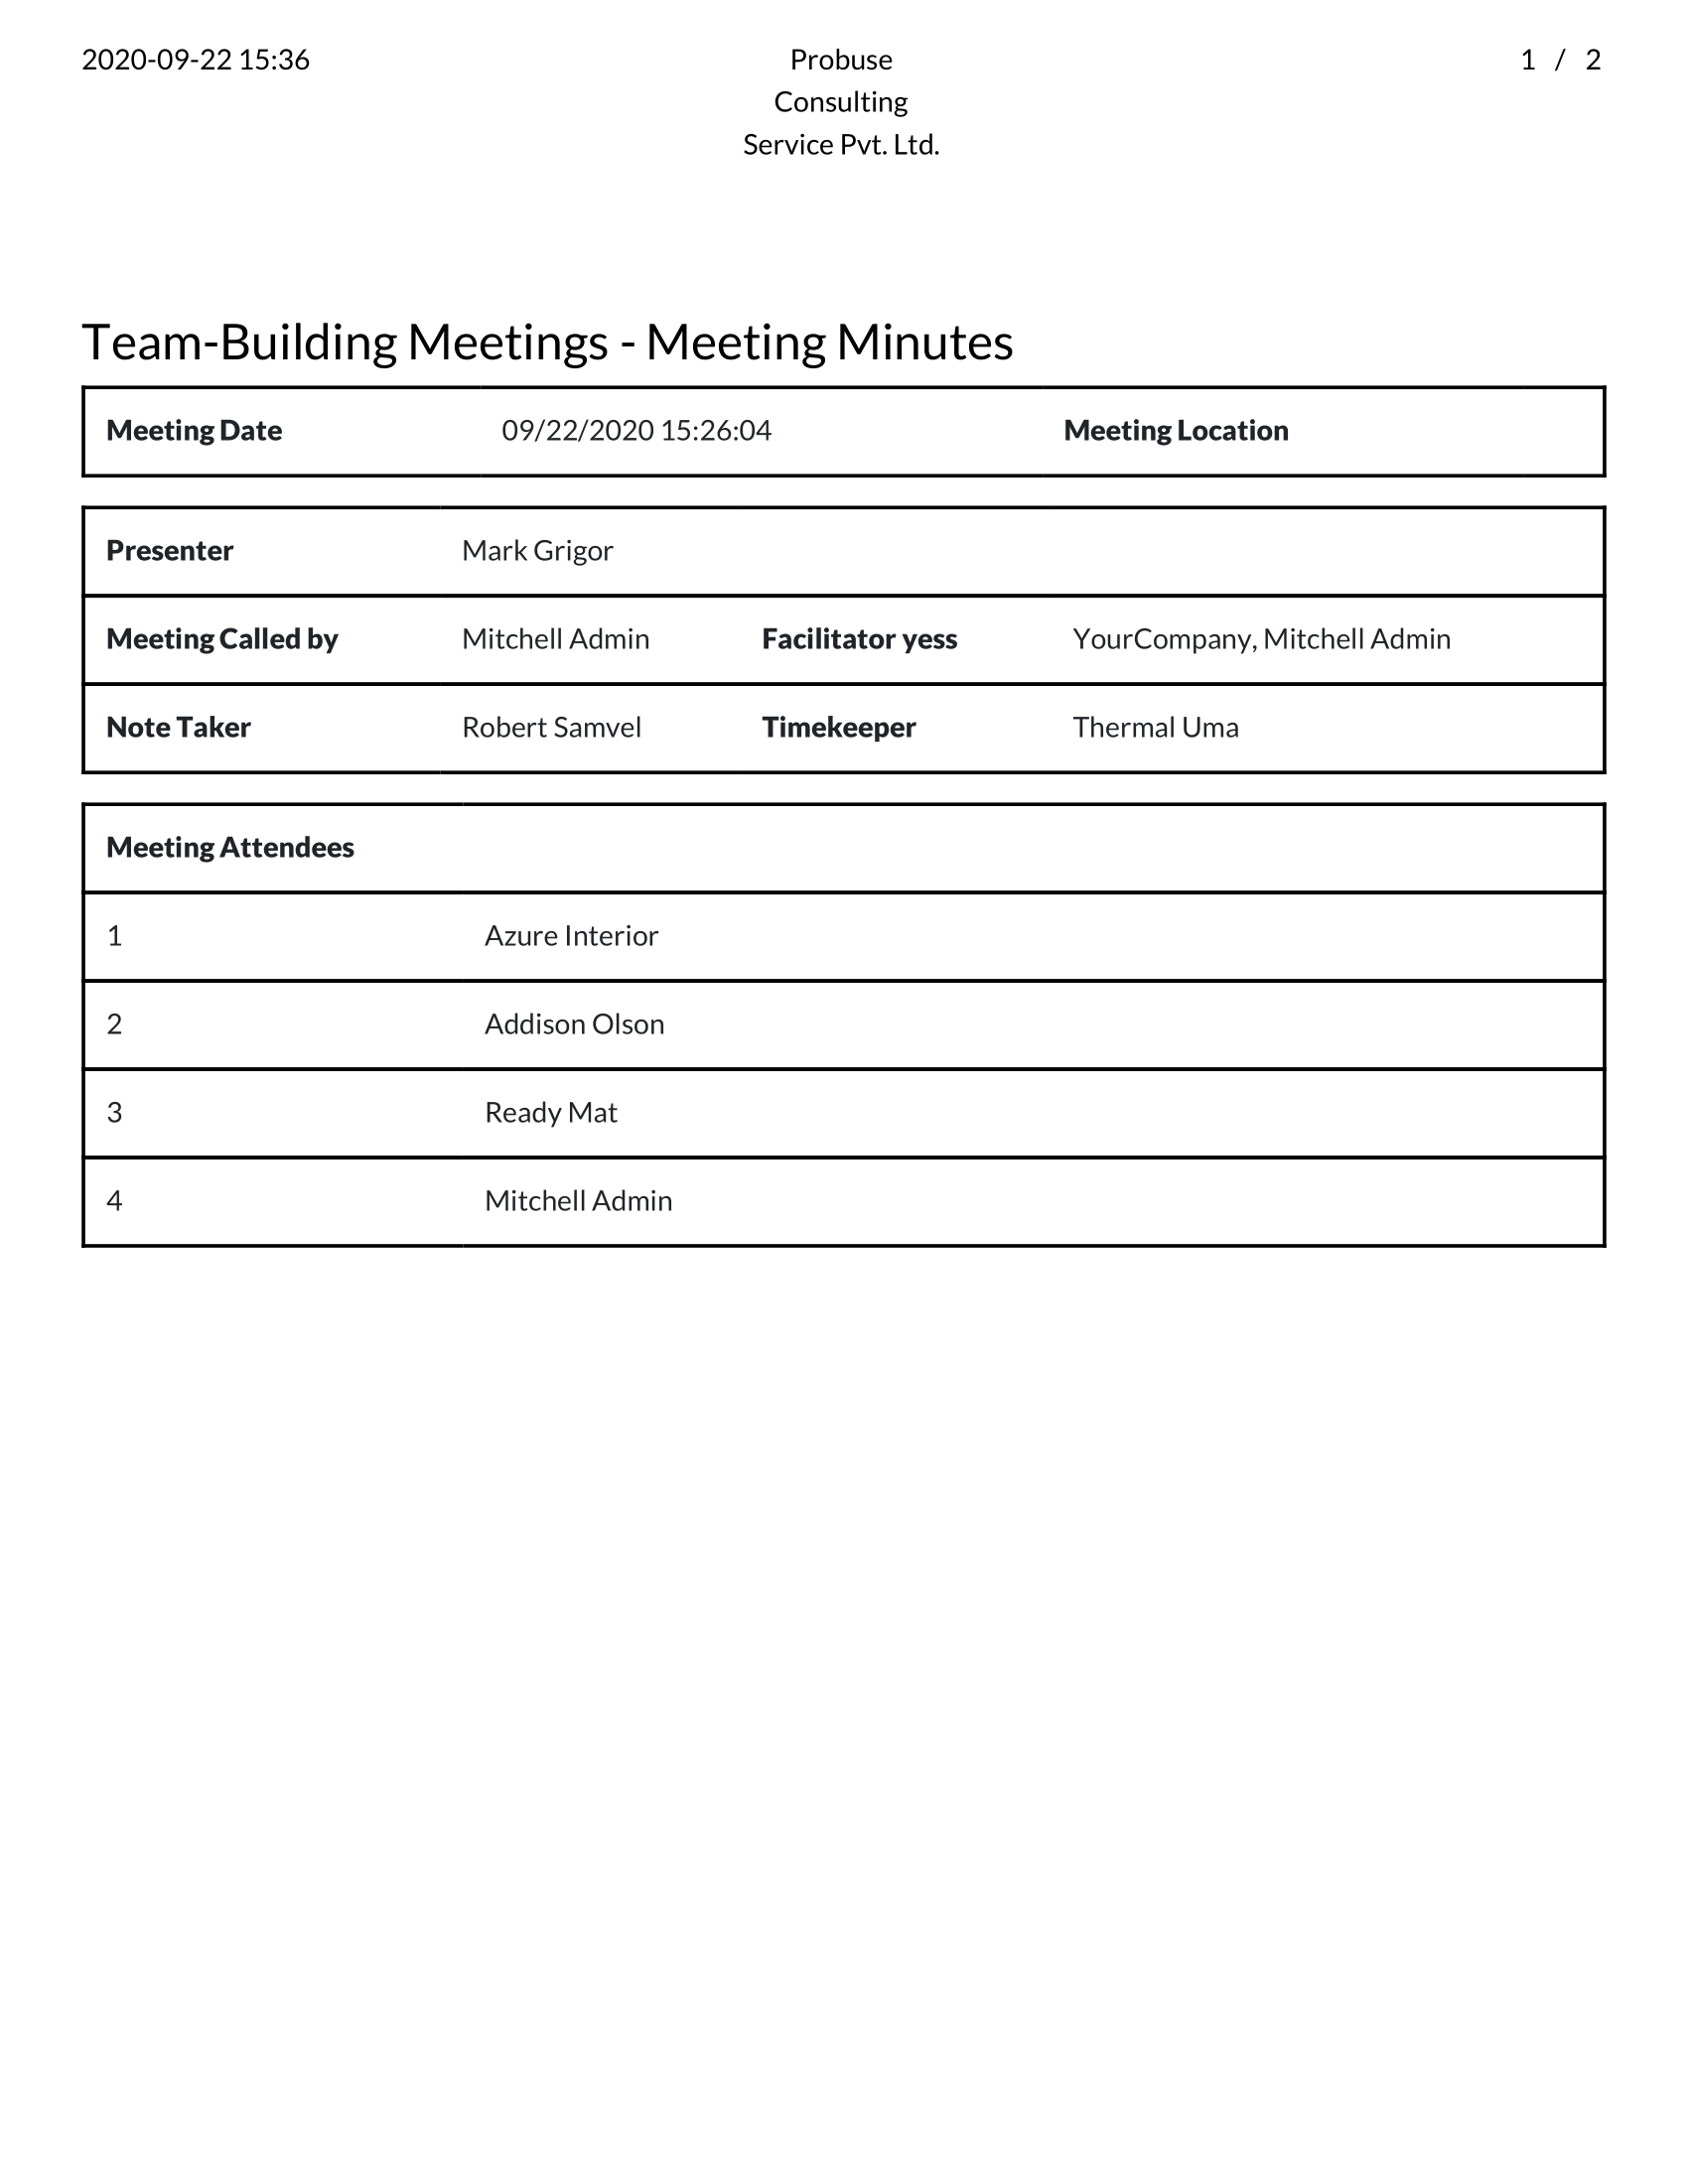 2020-09-22 15:36 Probuse 1 / 2
Consulting
Service Pvt. Ltd.
Team-Building Meetings - Meeting Minutes
Meeting Date 09/22/2020 15:26:04 Meeting Location
Presenter Mark Grigor
Meeting Called by Mitchell Admin Facilitator yess YourCompany, Mitchell Admin
Note Taker Robert Samvel Timekeeper Thermal Uma
Meeting Attendees
1 Azure Interior
2 Addison Olson
3 Ready Mat
4 Mitchell Admin